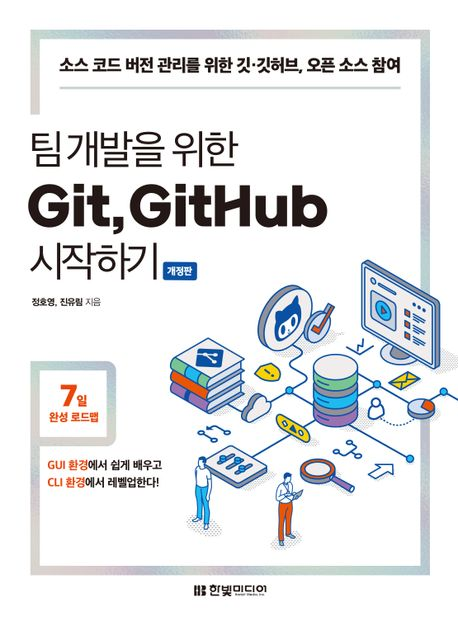 소스 코드 버전 관리를 위한 깃·깃허브, 오픈 소스 참여
팀 개발을 위한
Git, GitHub
시작하기 개정판
정호영, 진유림 지음
7일
완성 로드맵
GUI 환경에서 쉽게 배우고
CLI 환경에서 레벨업한다!
한빛미디어
Hanbit Media, Inc.